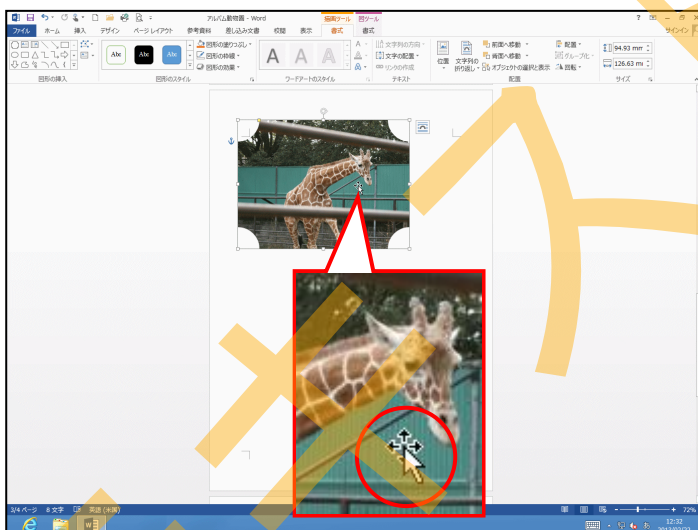 アルバム動物画 - Word
描画ツール 図ツール
サインイン
ファイル ホーム 挿入 デザイン ページ レイアウト 参考資料 差し込み文書 校閲 表示 書式 書式
図形の塗りつぶし
図形の枠線
図形の効果
Abc Abc Abc
A A A
文字列の方向
文字の配置
リンクの作成
位置 文字列の折り返し
前面へ移動
背面へ移動
オブジェクトの選択と表示
配置
グループ化
回転
94.93 mm
126.63 mm
図形の挿入 図形のスタイル ワードアートのスタイル テキスト 配置 サイズ
3/4 ページ 8 文字 英語 (米国)
72%
12:32